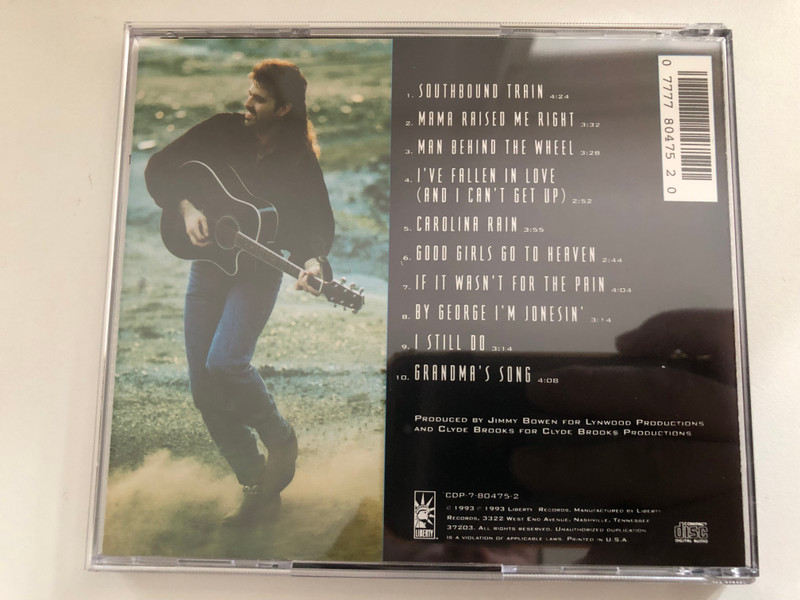 1. SOUTHBOUND TRAIN 4:24
2. MAMA RAISED ME RIGHT 3:32
3. MAN BEHIND THE WHEEL 3:28
4. I'VE FALLEN IN LOVE
(AND I CAN'T GET UP) 2:52
5. CAROLINA RAIN 3:55
6. GOOD GIRLS GO TO HEAVEN 2:44
7. IF IT WASN'T FOR THE PAIN 4:04
8. BY GEORGE I'M JONESIN' 3:14
9. I STILL DO 3:14
10. GRANDMA'S SONG 4:08
PRODUCED BY JIMMY BOWEN FOR LYNWOOD PRODUCTIONS
AND CLYDE BROOKS FOR CLYDE BROOKS PRODUCTIONS
CDP-7-80475-2
© 1993 ℗ 1993 LIBERTY RECORDS. MANUFACTURED BY LIBERTY
RECORDS, 3322 WEST END AVENUE, NASHVILLE, TENNESSEE
37203. ALL RIGHTS RESERVED. UNAUTHORIZED DUPLICATION
IS A VIOLATION OF APPLICABLE LAWS. PRINTED IN U.S.A
LIBERTY
COMPACT
disc
DIGITAL AUDIO
0 7777 80475 2 0